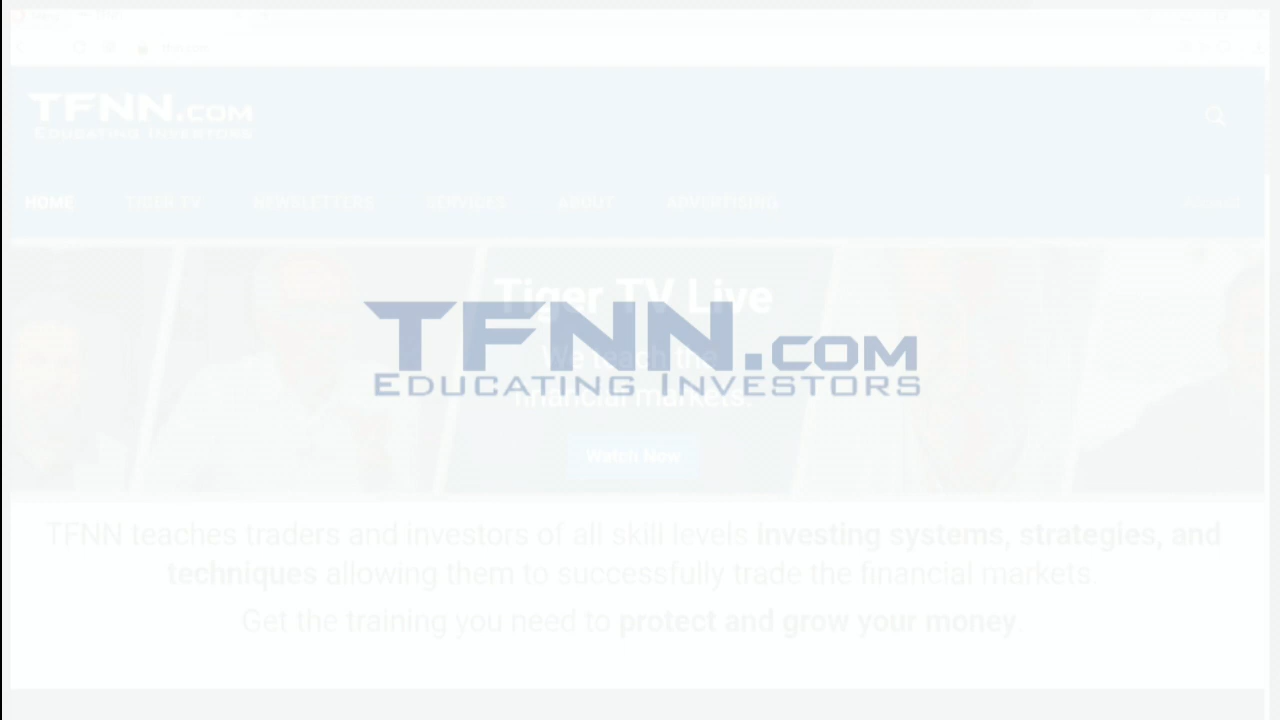 TFNN.COM
EDUCATING INVESTORS
HOME TIGER TV NEWSLETTERS SERVICES ABOUT ADVERTISING
Tiger TV Live
We teach the
financial markets.
TFNN.COM
EDUCATING INVESTORS
Watch Now
TFNN teaches traders and investors of all skill levels investing systems, strategies, and
techniques allowing them to successfully trade the financial markets.
Get the training you need to protect and grow your money.